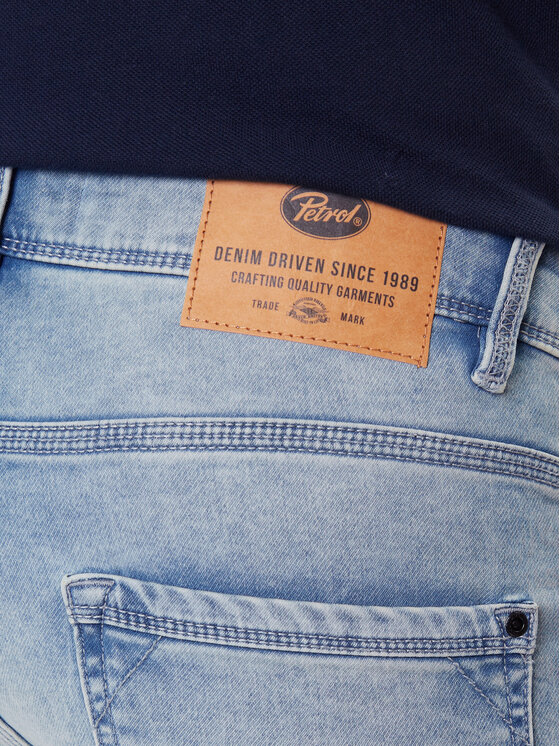 Petrol®
DENIM DRIVEN SINCE 1989
CRAFTING QUALITY GARMENTS
TRADE MARK